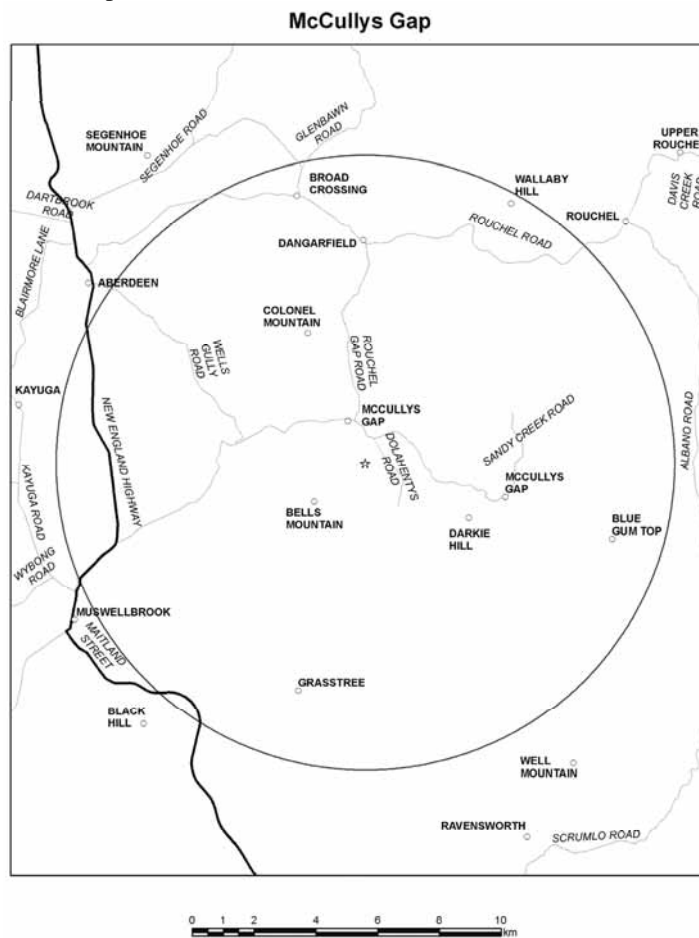 McCullys Gap
SEGENHOE
MOUNTAIN
SEGENHOE ROAD
GLENBAWN
ROAD
UPPER
ROUCHEL
DAVIS
CREEK
ROAD
BROAD
CROSSING
WALLABY
HILL
DARTBROOK
ROAD
ROUCHEL
ROUCHEL ROAD
DANGARFIELD
BLAIRMORE LANE
ABERDEEN
COLONEL
MOUNTAIN
WELLS
GULLY
ROAD
ROUCHEL
GAP ROAD
KAYUGA
NEW ENGLAND HIGHWAY
MCCULLYS
GAP
DOLAHENTYS
ROAD
SANDY CREEK ROAD
ALBANO ROAD
KAYUGA ROAD
MCCULLYS
GAP
BELLS
MOUNTAIN
DARKIE
HILL
BLUE
GUM TOP
WYBONG
ROAD
MUSWELLBROOK
MAITLAND
STREET
GRASSTREE
BLACK
HILL
WELL
MOUNTAIN
RAVENSWORTH
SCRUMLO ROAD
0 1 2 4 6 8 10
km